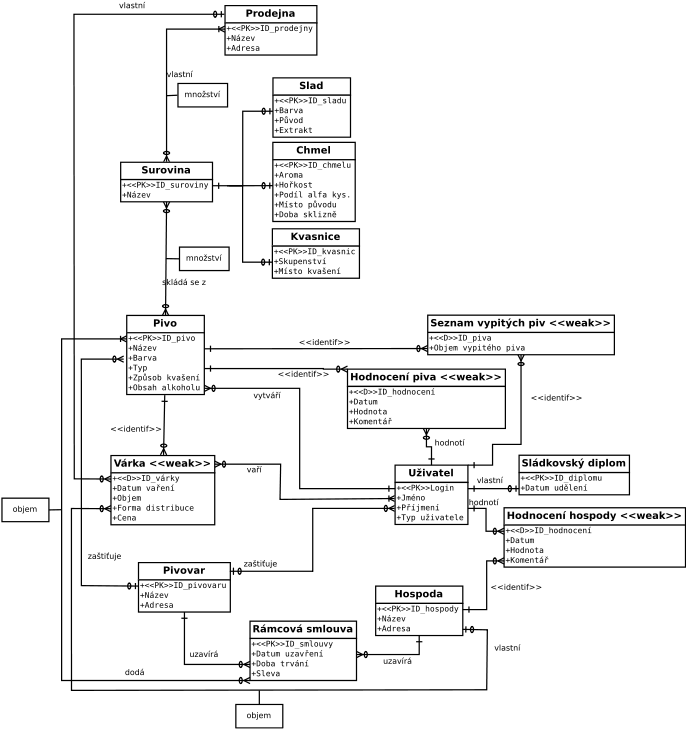 vlastní
Prodejna
+<<PK>>ID_prodejny
+Název
+Adresa
vlastní
množství
Slad
+<<PK>>ID_sladu
+Barva
+Původ
+Extrakt
Chmel
+<<PK>>ID_chmelu
+Aroma
+Hořkost
+Podíl alfa kys.
+Místo původu
+Doba sklizně
Surovina
+<<PK>>ID_suroviny
+Název
Kvasnice
+<<PK>>ID_kvasnic
+Skupenství
+Místo kvašení
množství
skládá se z
Pivo
+<<PK>>ID_pivo
+Název
+Barva
+Typ
+Způsob kvašení
+Obsah alkoholu
<<identif>>
Seznam vypitých piv <<weak>>
+<<D>>ID_piva
+Objem vypitého piva
<<identif>>
Hodnocení piva <<weak>>
+<<D>>ID_hodnocení
+Datum
+Hodnota
+Komentář
vytváří
<<identif>>
<<identif>>
hodnotí
Várka <<weak>>
+<<D>>ID_várky
+Datum vaření
+Objem
+Forma distribuce
+Cena
vaří
Uživatel
+<<PK>>Login
+Jméno
+Přijmení
+Typ uživatele
vlastní
Sládkovský diplom
+<<PK>>ID_diplomu
+Datum udělení
hodnotí
objem
Hodnocení hospody <<weak>>
+<<D>>ID_hodnocení
+Datum
+Hodnota
+Komentář
zaštiťuje
zaštiťuje
Pivovar
+<<PK>>ID_pivovaru
+Název
+Adresa
<<identif>>
Hospoda
+<<PK>>ID_hospody
+Název
+Adresa
Rámcová smlouva
+<<PK>>ID_smlouvy
+Datum uzavření
+Doba trvání
+Sleva
uzavírá
uzavírá
vlastní
dodá
objem